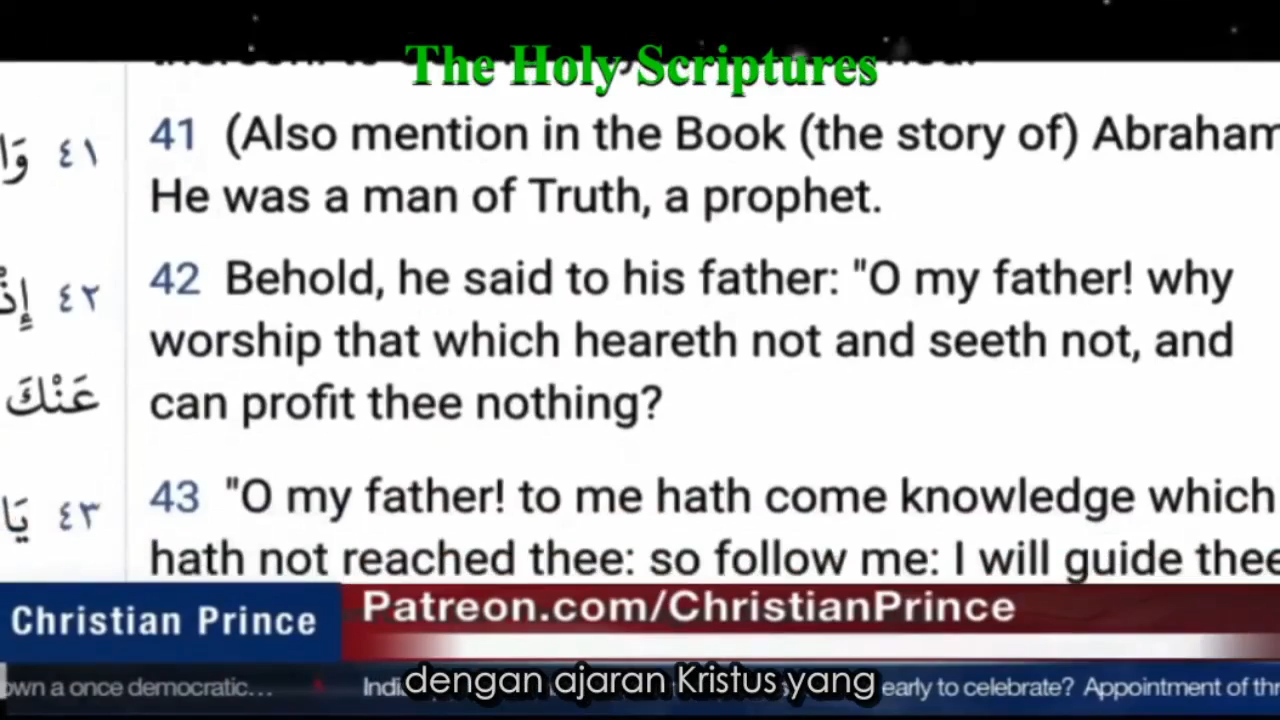 The Holy Scriptures
٤١ وَا
41 (Also mention in the Book (the story of) Abraham
He was a man of Truth, a prophet.
٤٢ إِذْ
42 Behold, he said to his father: "O my father! why
worship that which heareth not and seeth not, and
عَنْكَ
can profit thee nothing?
٤٣ يَا
43 "O my father! to me hath come knowledge which
hath not reached thee: so follow me: I will guide thee
Christian Prince
Patreon.com/ChristianPrince
dengan ajaran Kristus yang
own a once democratic...
early to celebrate? Appointment of